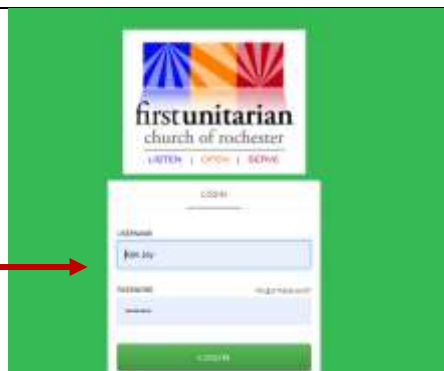 firstunitarian
church of rochester
LISTEN | OPEN | SERVE
LOGIN
USERNAME
PASSWORD
LOGIN